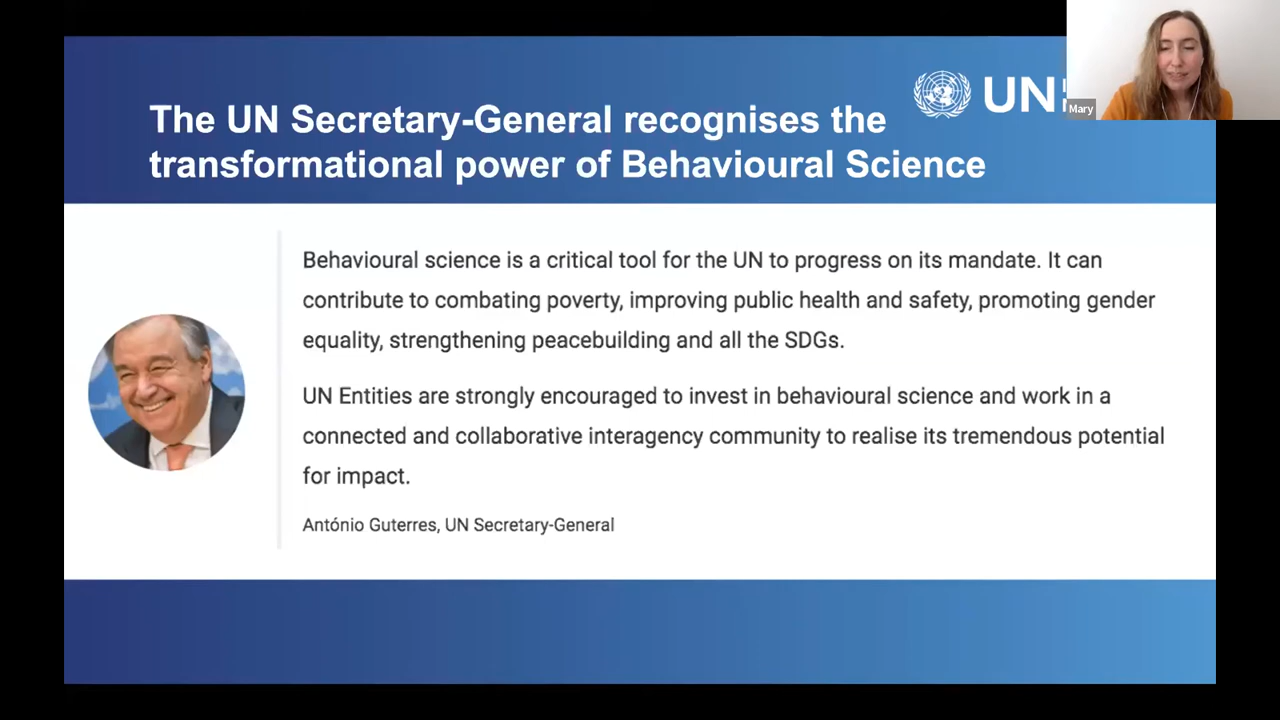 The UN Secretary-General recognises the
transformational power of Behavioural Science
UN
Mary
Behavioural science is a critical tool for the UN to progress on its mandate. It can
contribute to combating poverty, improving public health and safety, promoting gender
equality, strengthening peacebuilding and all the SDGs.
UN Entities are strongly encouraged to invest in behavioural science and work in a
connected and collaborative interagency community to realise its tremendous potential
for impact.
António Guterres, UN Secretary-General